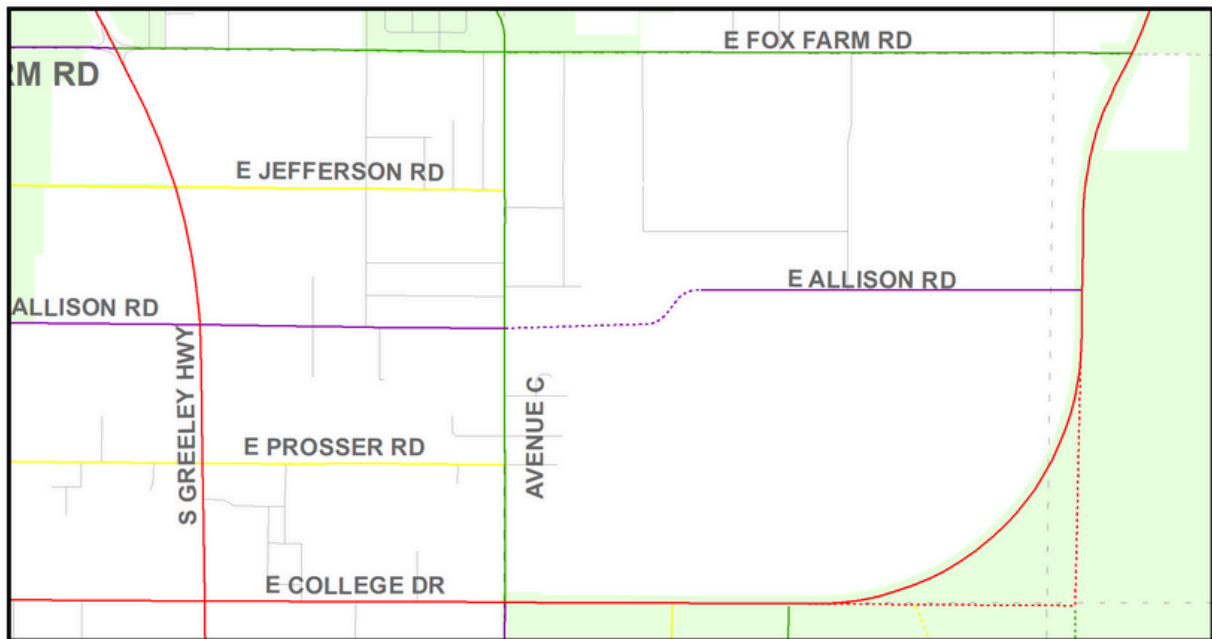 E FOX FARM RD
RM RD
E JEFFERSON RD
E ALLISON RD
ALLISON RD
S GREELEY HWY
AVENUE C
E PROSSER RD
E COLLEGE DR